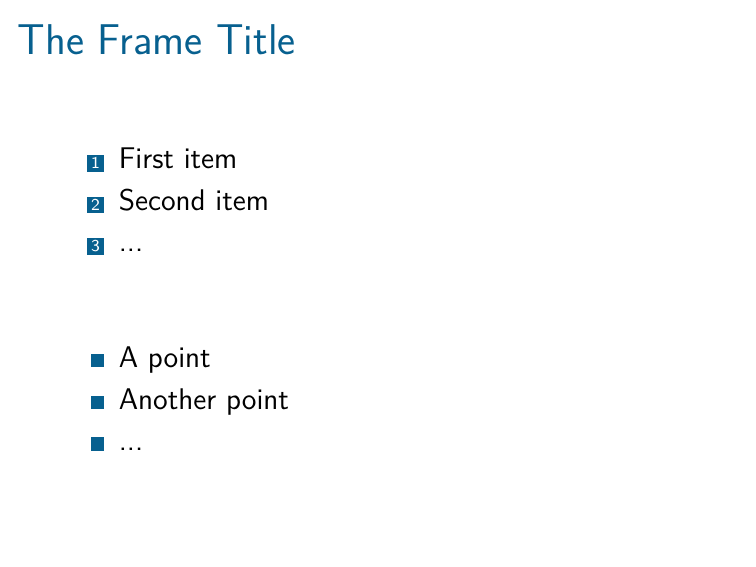 The Frame Title
1 First item
2 Second item
3 ...
A point
Another point
...